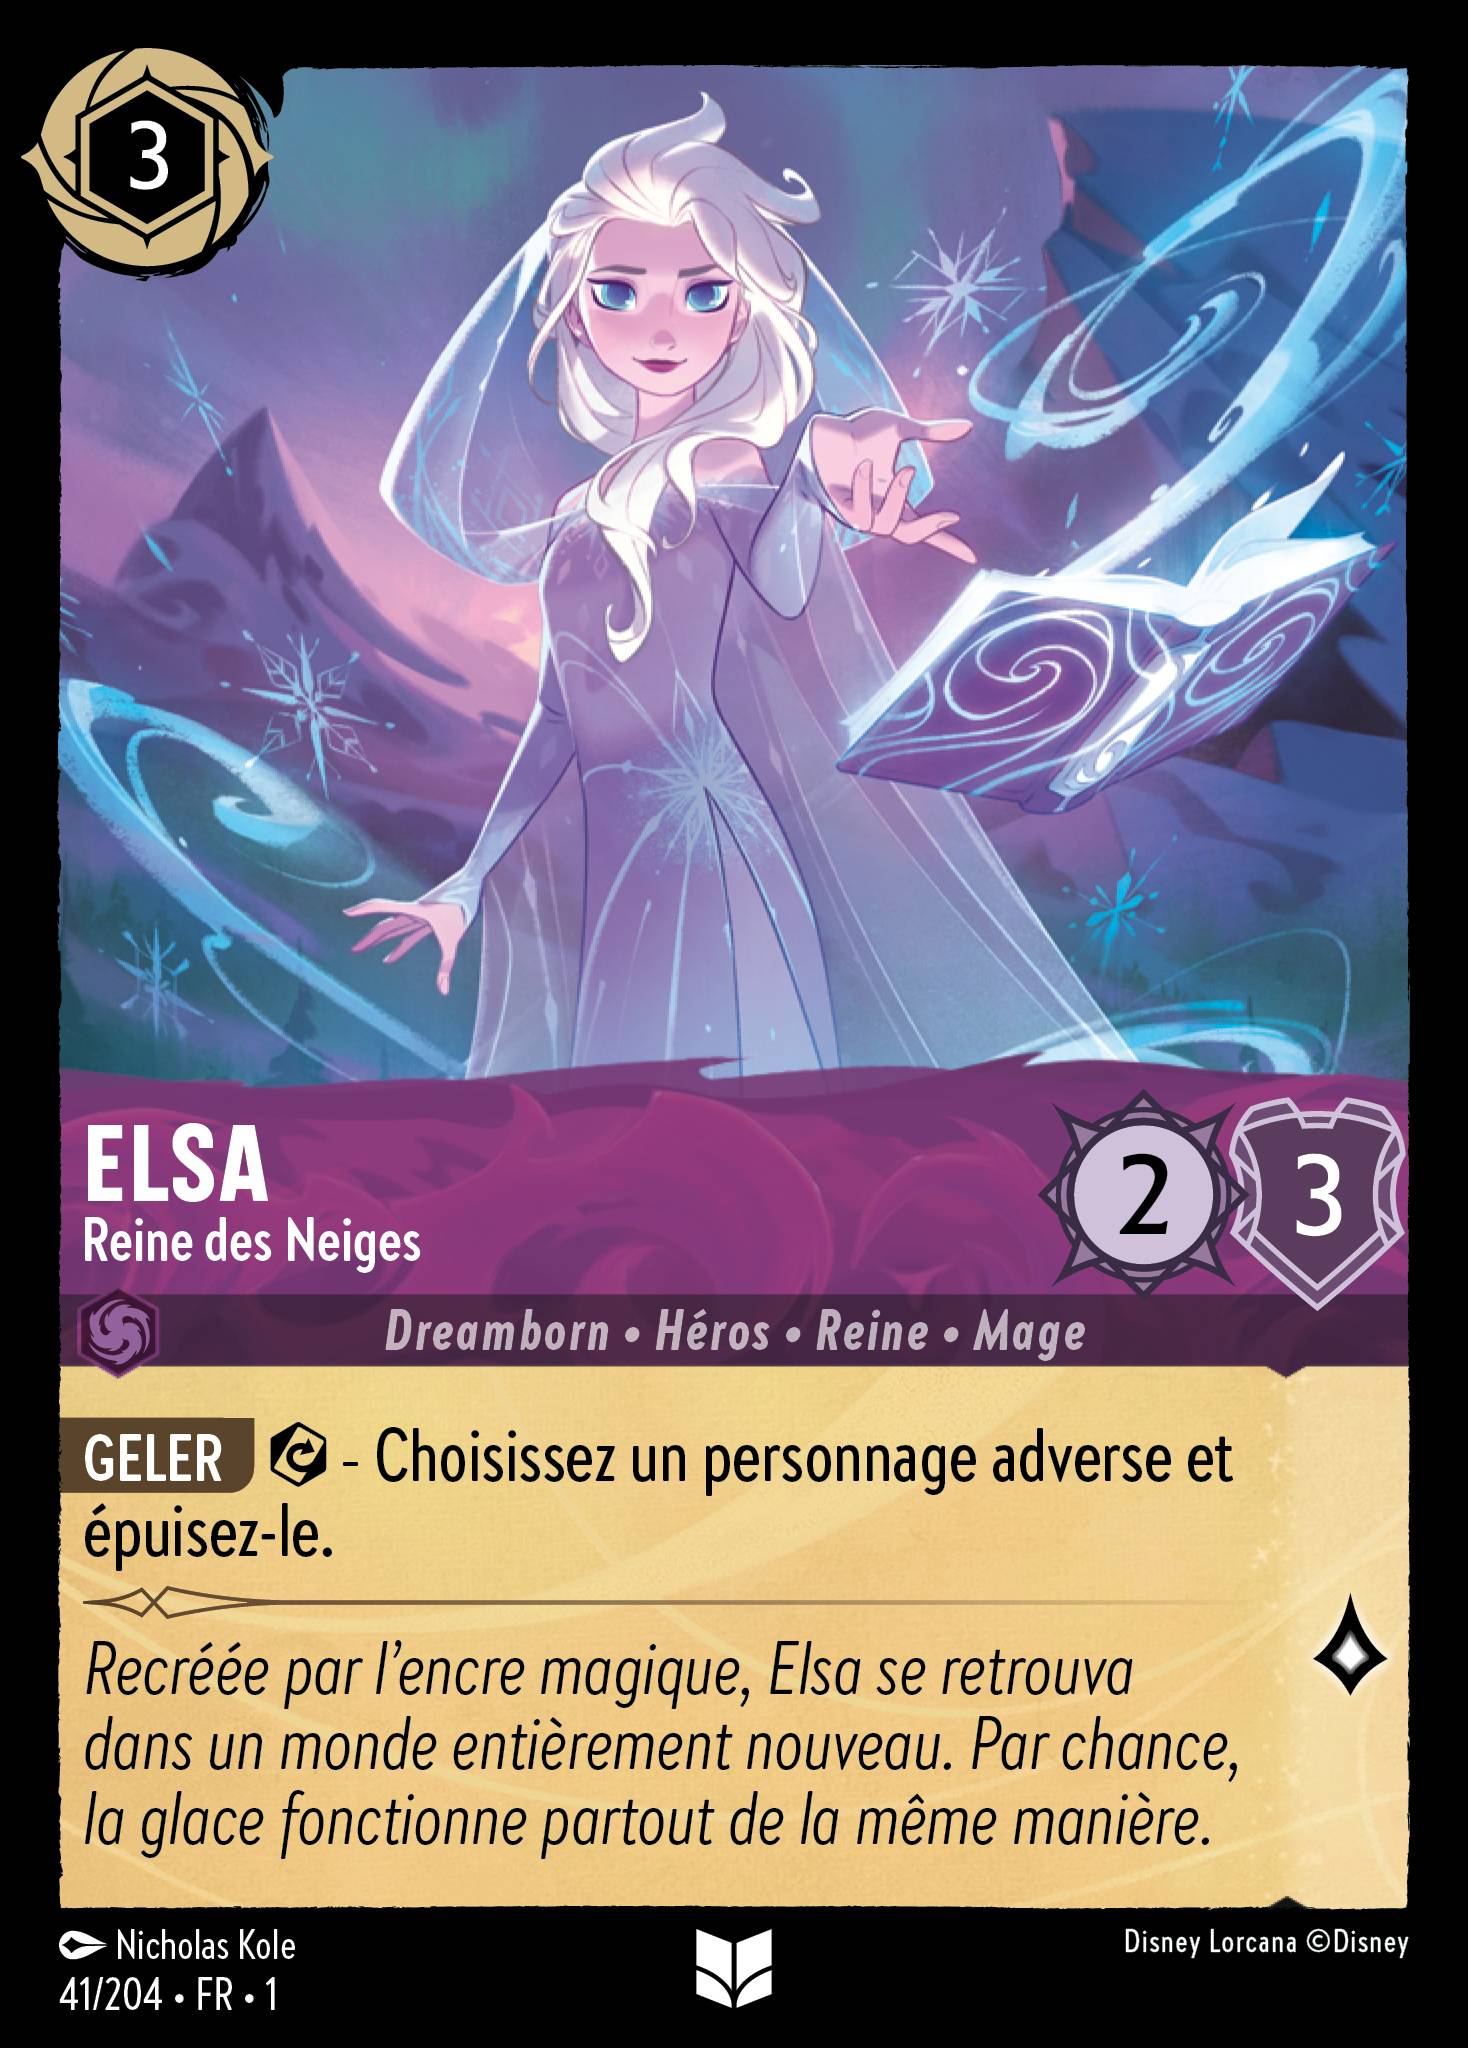 3
ELSA
Reine des Neiges
2 3
Dreamborn • Héros • Reine • Mage
GELER - Choisissez un personnage adverse et
épuisez-le.
Recréée par l’encre magique, Elsa se retrouva
dans un monde entièrement nouveau. Par chance,
la glace fonctionne partout de la même manière.
Nicholas Kole
Disney Lorcana ©Disney
41/204 • FR • 1